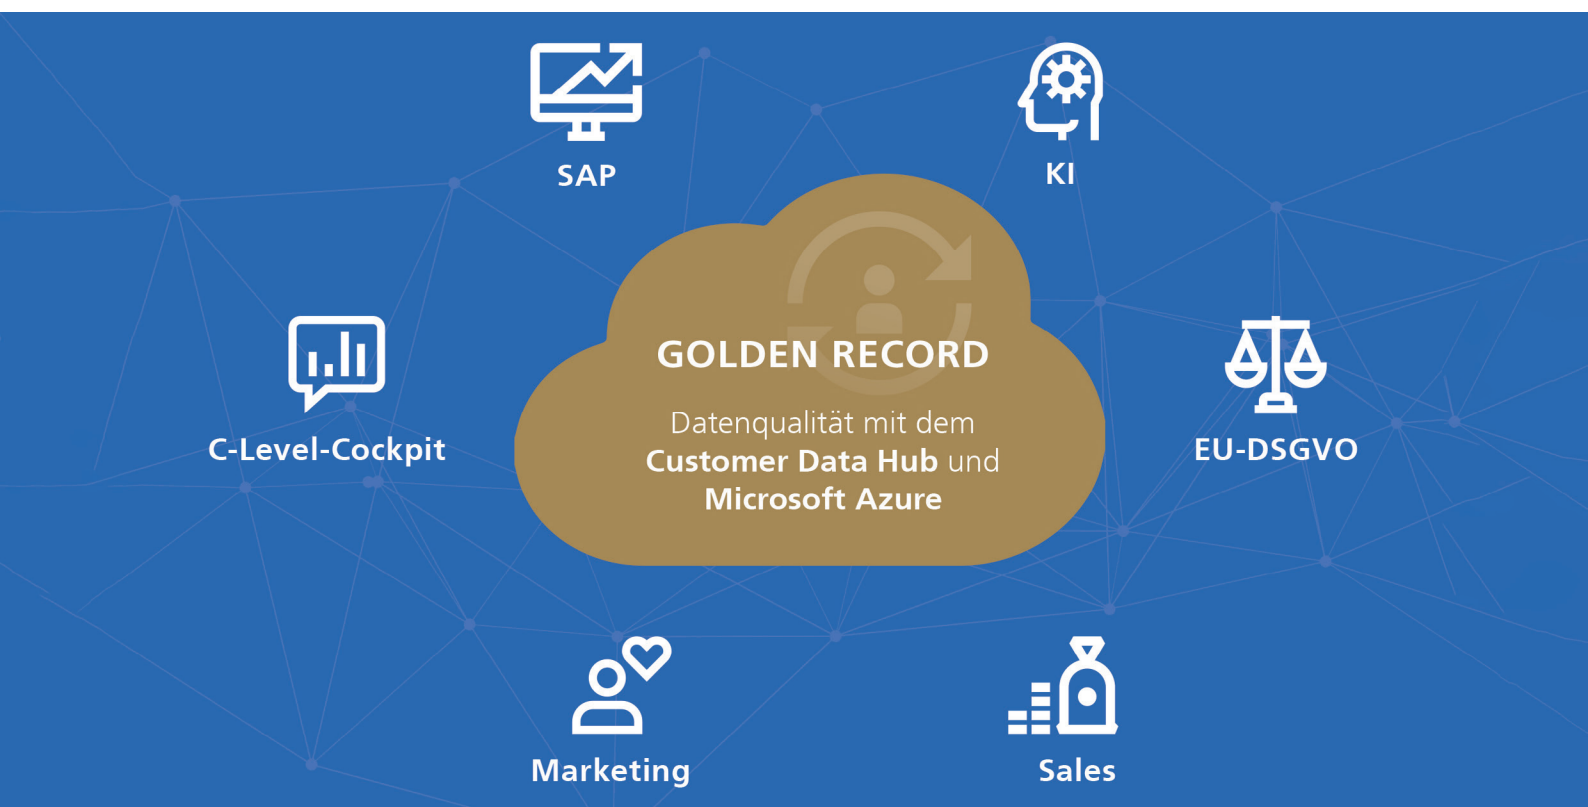 SAP
KI
GOLDEN RECORD
Datenqualität mit dem
Customer Data Hub und
Microsoft Azure
C-Level-Cockpit
EU-DSGVO
Marketing
Sales